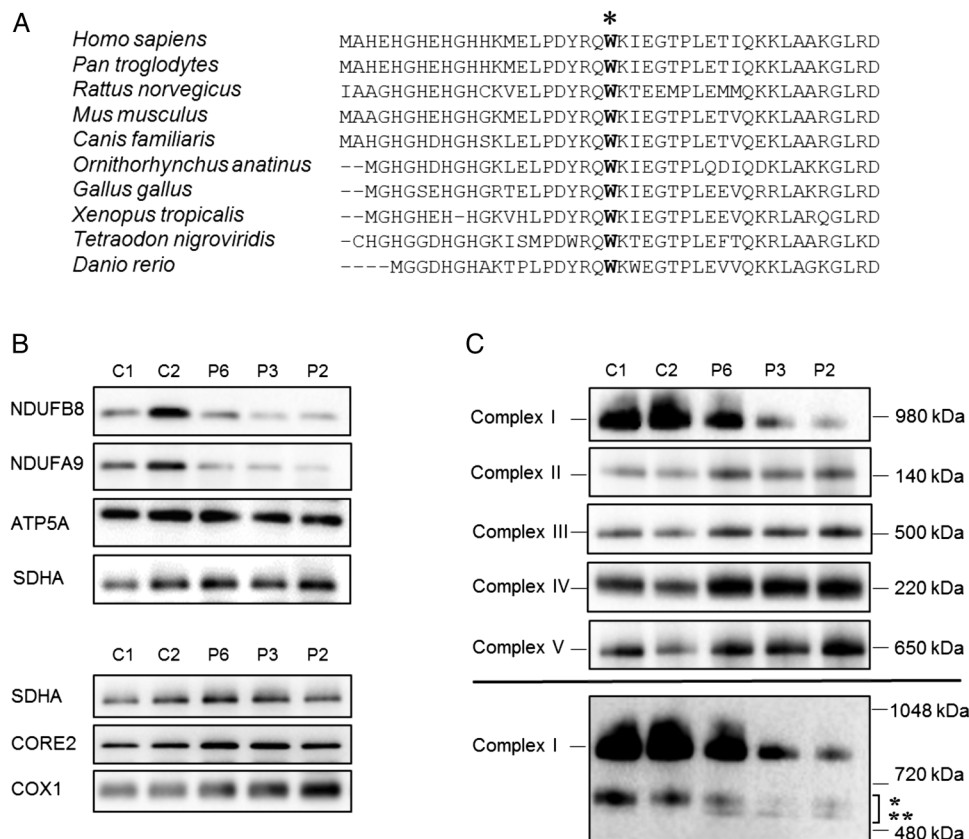 A
*
Homo sapiens MAHEHGHEHGHHKMELPDYRQWKIEGTPLETIQKKLAAKGLRD
Pan troglodytes MAHEHGHEHGHHKMELPDYRQWKIEGTPLETIQKKLAAKGLRD
Rattus norvegicus IAAGHGHEHGHCKVELPDYRQWKTEEMPLEMMQKKLAARGLRD
Mus musculus MAAGHGHEHGHGKMELPDYRQWKIEGTPLETVQKKLAARGLRD
Canis familiaris MAHGHGHDHGHSKLELPDYKQWKIEGTPLETVQEKLAARGLRD
Ornithorhynchus anatinus --MGHGHDHGHGKLELPDYRQWKIEGTPLQDIQDKLAKKGLRD
Gallus gallus --MGHGSEHGHGRTELPDYRQWKIEGTPLEEVQRRLAKRGLRD
Xenopus tropicalis --MGHGHEH-HGKVHLPDYRQWKIEGTPLEEVQKRLARQGLRD
Tetraodon nigroviridis -CHGHGGDHGHGKISMPDWRQWKTEGTPLEFTQKRLAARGLKD
Danio rerio ----MGGDHGHAKTPLPDYRQWKWEGTPLEVVQKKLAGKGLRD
B
C1 C2 P6 P3 P2
NDUFB8
NDUFA9
ATP5A
SDHA
C1 C2 P6 P3 P2
SDHA
CORE2
COX1
C
C1 C2 P6 P3 P2
Complex I 980 kDa
Complex II 140 kDa
Complex III 500 kDa
Complex IV 220 kDa
Complex V 650 kDa
1048 kDa
Complex I
720 kDa
*
**
480 kDa